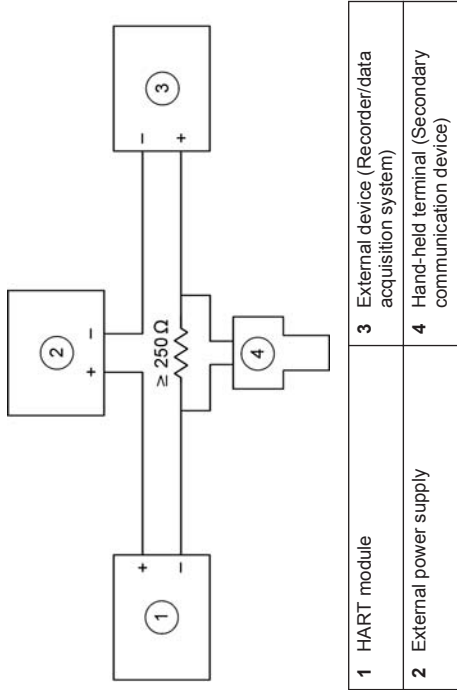 2
+ −
1
+
−
≥ 250 Ω
3
−
+
4
1 HART module
3 External device (Recorder/data
acquisition system)
2 External power supply
4 Hand-held terminal (Secondary
communication device)